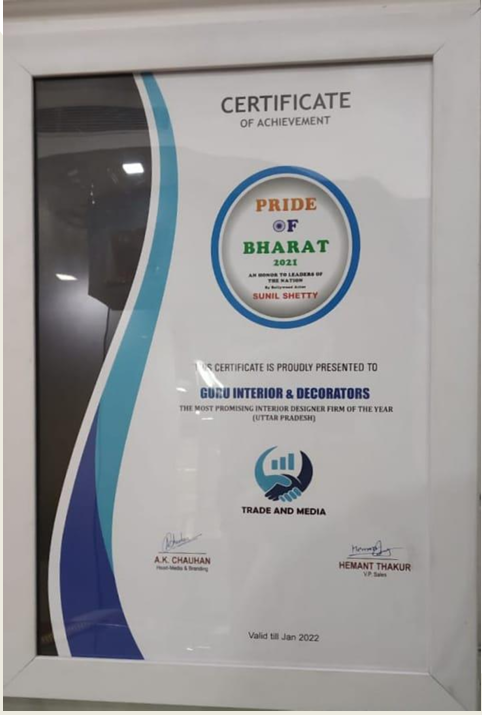 CERTIFICATE
OF ACHIEVEMENT
PRIDE
OF
BHARAT
2021
AN HONOR TO LEADERS OF
THE NATION
By Bollywood Actor
SUNIL SHETTY
THIS CERTIFICATE IS PROUDLY PRESENTED TO
GURU INTERIOR & DECORATORS
THE MOST PROMISING INTERIOR DESIGNER FIRM OF THE YEAR
(UTTAR PRADESH)
TRADE AND MEDIA
A.K. CHAUHAN
Head-Media & Branding
HEMANT THAKUR
V.P. Sales
Valid till Jan 2022